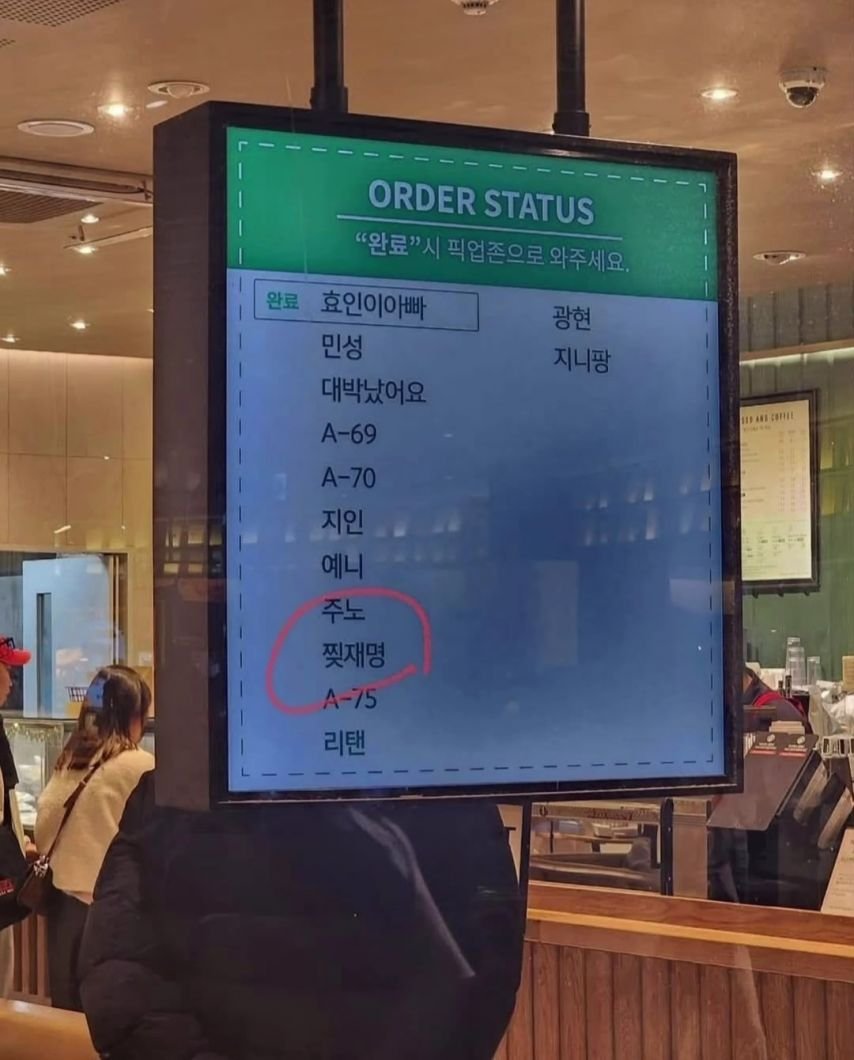 ORDER STATUS
“완료”시 픽업존으로 와주세요.
완료 효인이아빠
민성
대박났어요
A-69
A-70
지인
예니
주노
찢재명
A-75
리탠
광현
지니팡
AND COFFEE